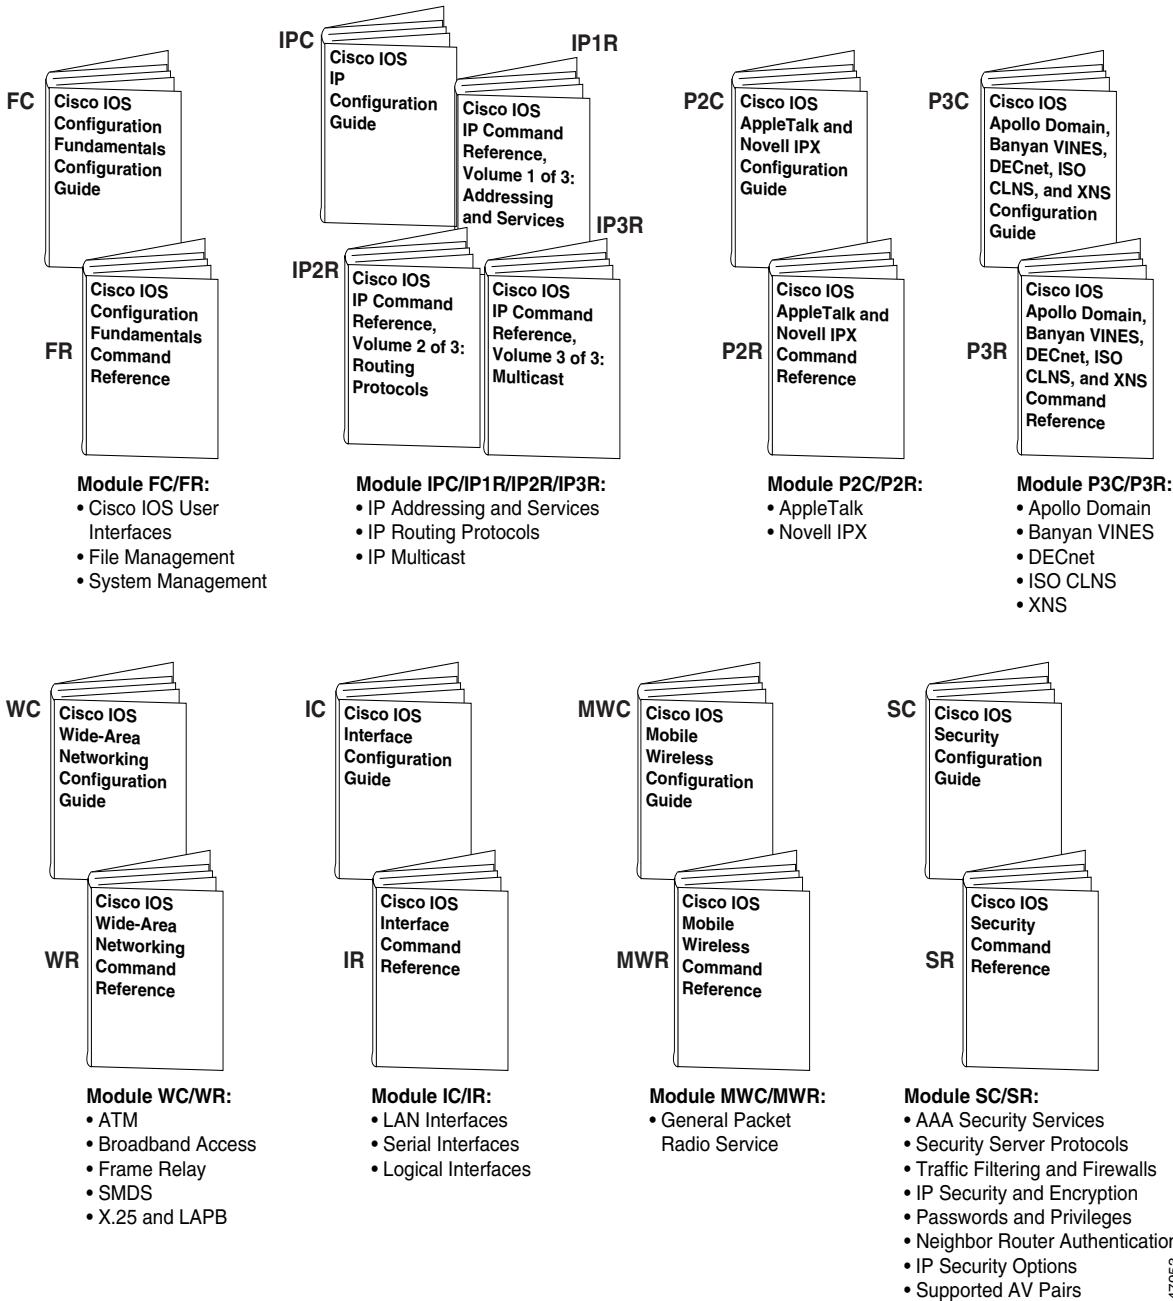 FC
Cisco IOS
Configuration
Fundamentals
Configuration
Guide
FR
Cisco IOS
Configuration
Fundamentals
Command
Reference
Module FC/FR:
• Cisco IOS User
Interfaces
• File Management
• System Management
IPC
Cisco IOS
IP
Configuration
Guide
IP1R
Cisco IOS
IP Command
Reference,
Volume 1 of 3:
Addressing
and Services
IP2R
Cisco IOS
IP Command
Reference,
Volume 2 of 3:
Routing
Protocols
IP3R
Cisco IOS
IP Command
Reference,
Volume 3 of 3:
Multicast
Module IPC/IP1R/IP2R/IP3R:
• IP Addressing and Services
• IP Routing Protocols
• IP Multicast
P2C
Cisco IOS
AppleTalk and
Novell IPX
Configuration
Guide
P2R
Cisco IOS
AppleTalk and
Novell IPX
Command
Reference
Module P2C/P2R:
• AppleTalk
• Novell IPX
P3C
Cisco IOS
Apollo Domain,
Banyan VINES,
DECnet, ISO
CLNS, and XNS
Configuration
Guide
P3R
Cisco IOS
Apollo Domain,
Banyan VINES,
DECnet, ISO
CLNS, and XNS
Command
Reference
Module P3C/P3R:
• Apollo Domain
• Banyan VINES
• DECnet
• ISO CLNS
• XNS
WC
Cisco IOS
Wide-Area
Networking
Configuration
Guide
WR
Cisco IOS
Wide-Area
Networking
Command
Reference
Module WC/WR:
• ATM
• Broadband Access
• Frame Relay
• SMDS
• X.25 and LAPB
IC
Cisco IOS
Interface
Configuration
Guide
IR
Cisco IOS
Interface
Command
Reference
Module IC/IR:
• LAN Interfaces
• Serial Interfaces
• Logical Interfaces
MWC
Cisco IOS
Mobile
Wireless
Configuration
Guide
MWR
Cisco IOS
Mobile
Wireless
Command
Reference
Module MWC/MWR:
• General Packet
Radio Service
SC
Cisco IOS
Security
Configuration
Guide
SR
Cisco IOS
Security
Command
Reference
Module SC/SR:
• AAA Security Services
• Security Server Protocols
• Traffic Filtering and Firewalls
• IP Security and Encryption
• Passwords and Privileges
• Neighbor Router Authentication
• IP Security Options
• Supported AV Pairs